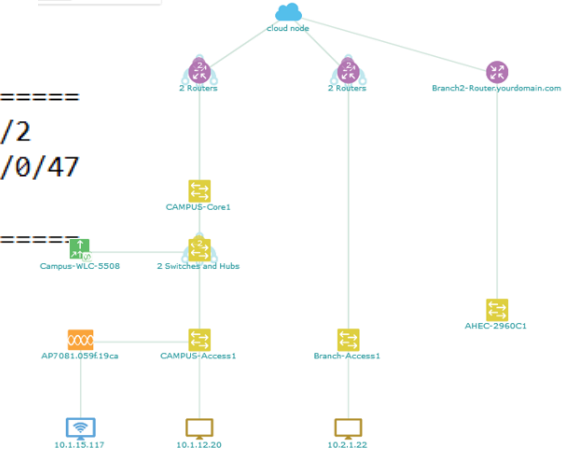 cloud node
2 Routers
2 Routers
Branch2-Router.yourdomain.com
=====
/2
/0/47
CAMPUS-Core1
=====
Campus-WLC-5508
2 Switches and Hubs
AHEC-2960C1
AP7081.059f.19ca
CAMPUS-Access1
Branch-Access1
10.1.15.117
10.1.12.20
10.2.1.22